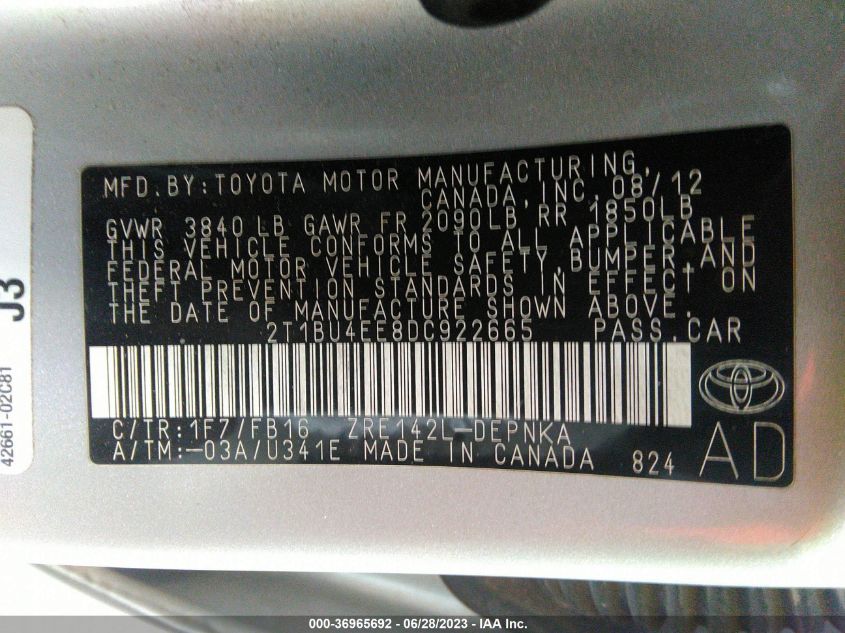 MFD.BY:TOYOTA MOTOR MANUFACTURING,
CANADA,INC.08/12
GVWR 3840LB GAWR FR 2090LB RR 1850LB
THIS VEHICLE CONFORMS TO ALL APPLICABLE
FEDERAL MOTOR VEHICLE SAFETY,BUMPER,AND
THEFT PREVENTION STANDARDS IN EFFECT ON
THE DATE OF MANUFACTURE SHOWN ABOVE.
2T1BU4EE8DC922665 PASS.CAR
C/TR:1F7/FB16 ZRE142L-DEPNKA
A/TM:-03A/U341E MADE IN CANADA 824
AD
J3
42661-02C81
000-36965692 - 06/28/2023 - IAA Inc.